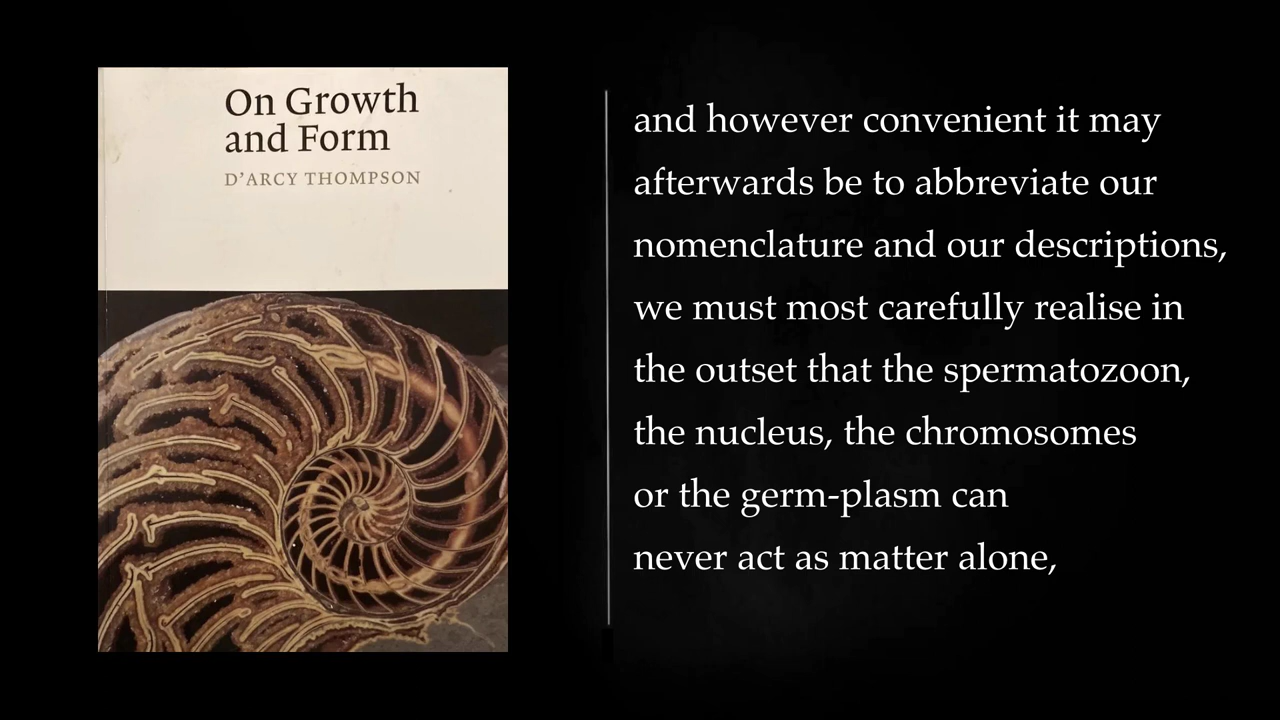 On Growth
and Form
D'ARCY THOMPSON
and however convenient it may
afterwards be to abbreviate our
nomenclature and our descriptions,
we must most carefully realise in
the outset that the spermatozoon,
the nucleus, the chromosomes
or the germ-plasm can
never act as matter alone,